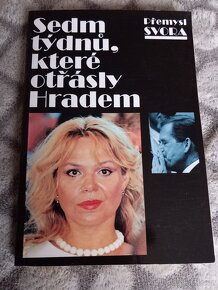 Sedm
týdnů,
které
otřásly
Hradem
Přemysl
SVORA